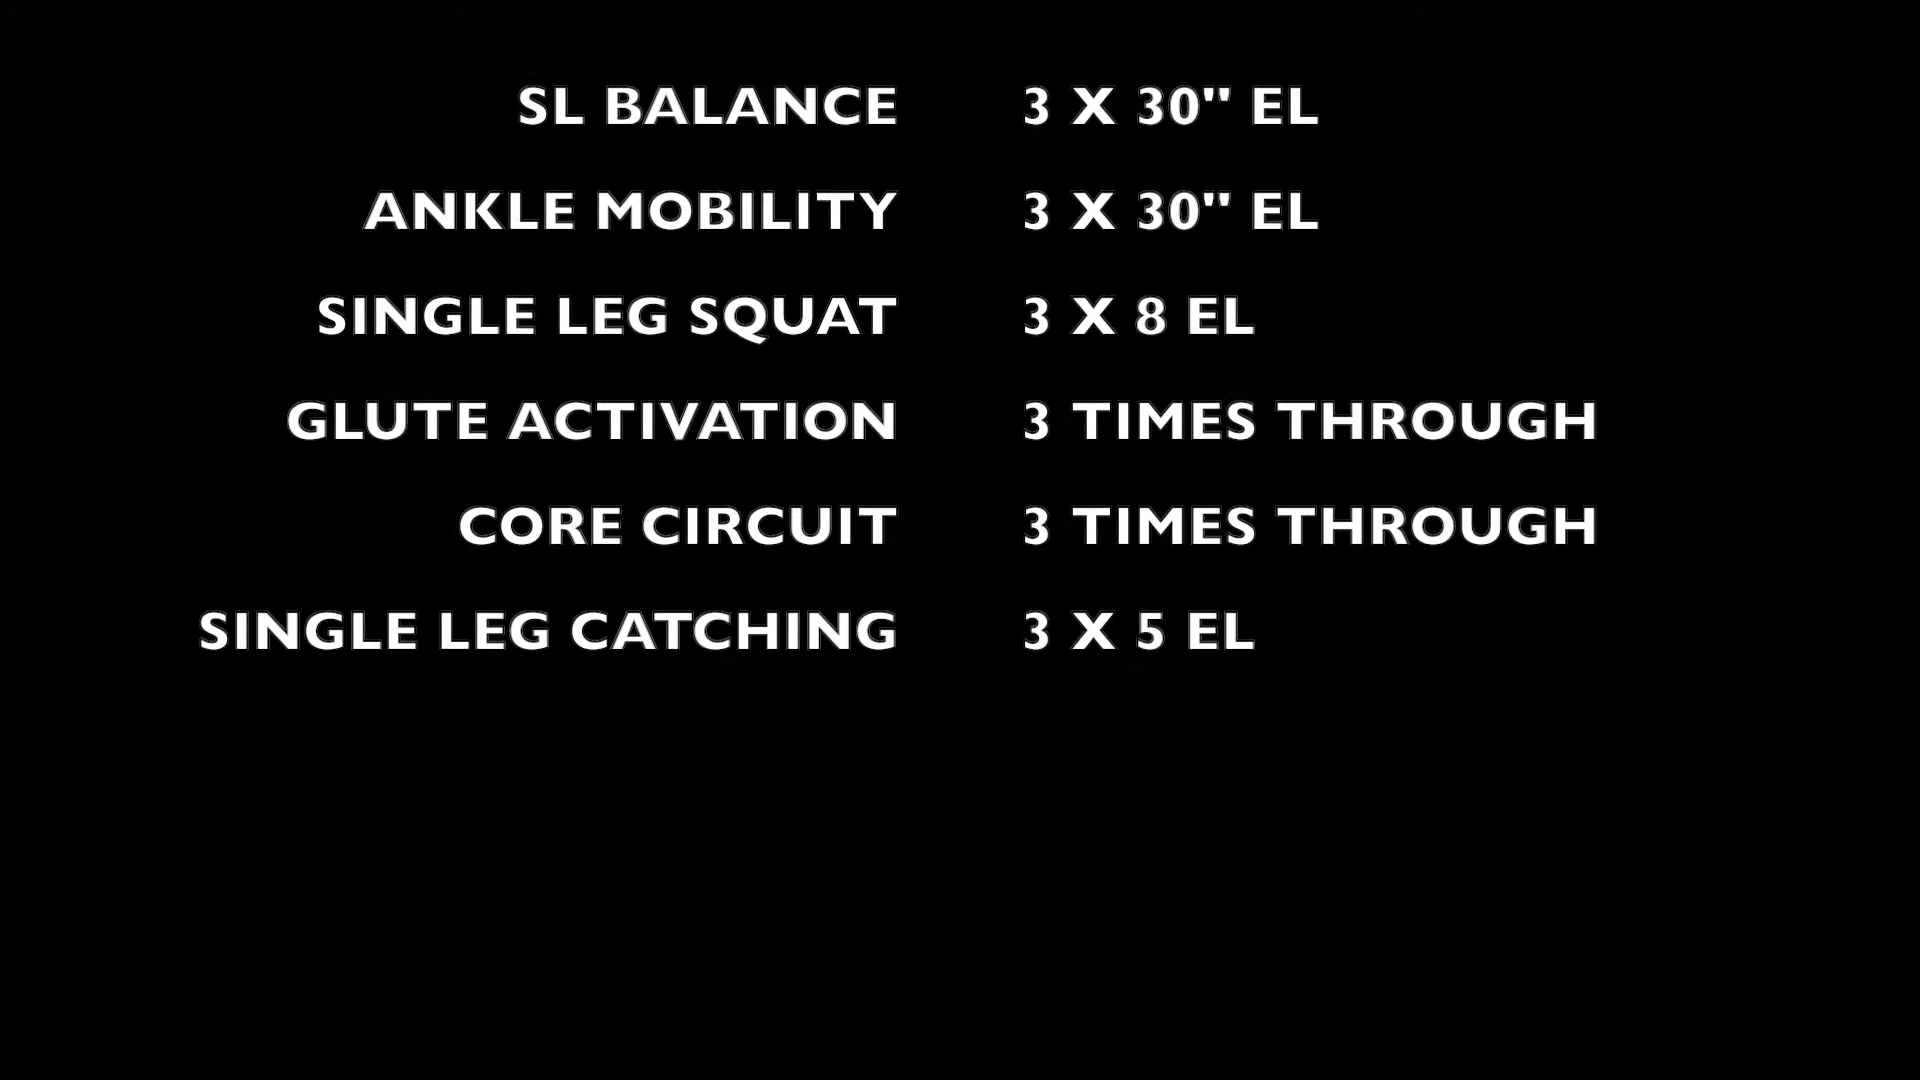 SL BALANCE 3 X 30" EL
ANKLE MOBILITY 3 X 30" EL
SINGLE LEG SQUAT 3 X 8 EL
GLUTE ACTIVATION 3 TIMES THROUGH
CORE CIRCUIT 3 TIMES THROUGH
SINGLE LEG CATCHING 3 X 5 EL